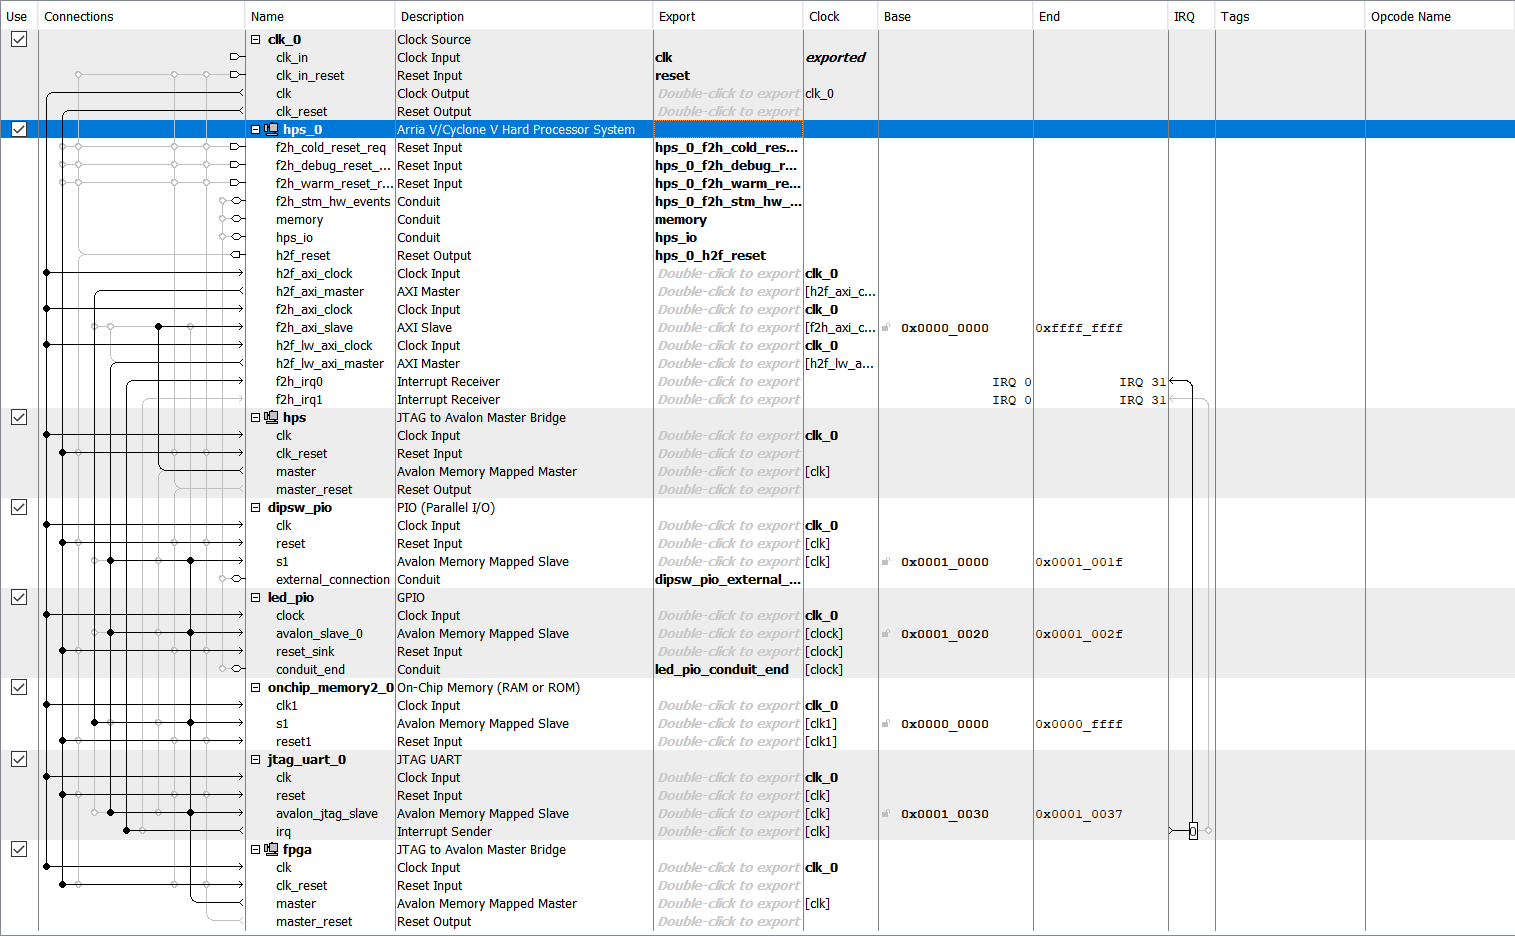 Use Connections Name Description Export Clock Base End IRQ Tags Opcode Name
clk_0 Clock Source
clk_in Clock Input clk exported
clk_in_reset Reset Input reset
clk Clock Output Double-click to export clk_0
clk_reset Reset Output Double-click to export
hps_0 Arria V/Cyclone V Hard Processor System
f2h_cold_reset_req Reset Input hps_0_f2h_cold_res...
f2h_debug_reset_... Reset Input hps_0_f2h_debug_r...
f2h_warm_reset_r... Reset Input hps_0_f2h_warm_re...
f2h_stm_hw_events Conduit hps_0_f2h_stm_hw_...
memory Conduit memory
hps_io Conduit hps_io
h2f_reset Reset Output hps_0_h2f_reset
h2f_axi_clock Clock Input Double-click to export clk_0
h2f_axi_master AXI Master Double-click to export [h2f_axi_c...
f2h_axi_clock Clock Input Double-click to export clk_0
f2h_axi_slave AXI Slave Double-click to export [f2h_axi_c... 0x0000_0000 0xffff_ffff
h2f_lw_axi_clock Clock Input Double-click to export clk_0
h2f_lw_axi_master AXI Master Double-click to export [h2f_lw_a...
f2h_irq0 Interrupt Receiver Double-click to export IRQ 0 IRQ 31
f2h_irq1 Interrupt Receiver Double-click to export IRQ 0 IRQ 31
hps JTAG to Avalon Master Bridge
clk Clock Input Double-click to export clk_0
clk_reset Reset Input Double-click to export
master Avalon Memory Mapped Master Double-click to export [clk]
master_reset Reset Output Double-click to export
dipsw_pio PIO (Parallel I/O)
clk Clock Input Double-click to export clk_0
reset Reset Input Double-click to export [clk]
s1 Avalon Memory Mapped Slave Double-click to export [clk] 0x0001_0000 0x0001_001f
external_connection Conduit dipsw_pio_external_...
led_pio GPIO
clock Clock Input Double-click to export clk_0
avalon_slave_0 Avalon Memory Mapped Slave Double-click to export [clock] 0x0001_0020 0x0001_002f
reset_sink Reset Input Double-click to export [clock]
conduit_end Conduit led_pio_conduit_end [clock]
onchip_memory2_0 On-Chip Memory (RAM or ROM)
clk1 Clock Input Double-click to export clk_0
s1 Avalon Memory Mapped Slave Double-click to export [clk1] 0x0000_0000 0x0000_ffff
reset1 Reset Input Double-click to export [clk1]
jtag_uart_0 JTAG UART
clk Clock Input Double-click to export clk_0
reset Reset Input Double-click to export [clk]
avalon_jtag_slave Avalon Memory Mapped Slave Double-click to export [clk] 0x0001_0030 0x0001_0037
irq Interrupt Sender Double-click to export [clk] 0
fpga JTAG to Avalon Master Bridge
clk Clock Input Double-click to export clk_0
clk_reset Reset Input Double-click to export
master Avalon Memory Mapped Master Double-click to export [clk]
master_reset Reset Output Double-click to export